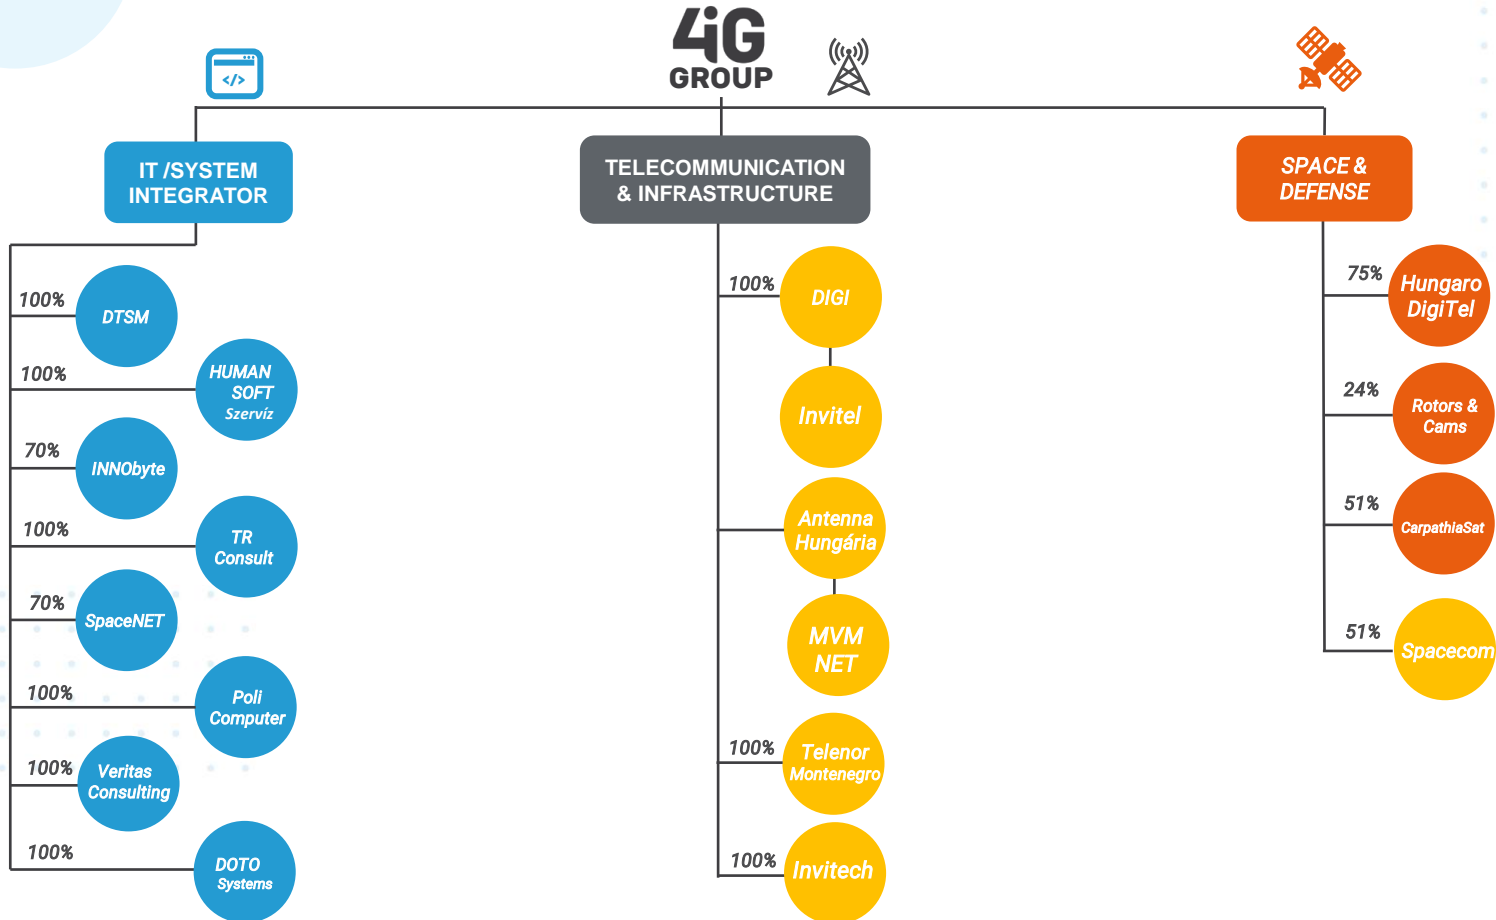 4iG
GROUP
</>
IT /SYSTEM
INTEGRATOR
100%
DTSM
100%
HUMAN
SOFT
Szervíz
70%
INNObyte
100%
TR
Consult
70%
SpaceNET
100%
Poli
Computer
100%
Veritas
Consulting
100%
DOTO
Systems
TELECOMMUNICATION
& INFRASTRUCTURE
100%
DIGI
Invitel
Antenna
Hungária
MVM
NET
100%
Telenor
Montenegro
100%
Invitech
SPACE &
DEFENSE
75%
Hungaro
DigiTel
24%
Rotors &
Cams
51%
CarpathiaSat
51%
Spacecom